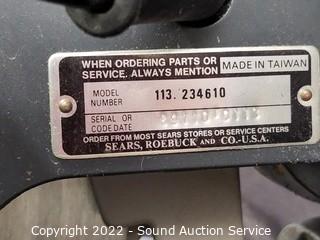 WHEN ORDERING PARTS OR
SERVICE. ALWAYS MENTION
MADE IN TAIWAN
MODEL
NUMBER
113. 234610
SERIAL OR
CODE DATE
ORDER FROM MOST SEARS STORES OR SERVICE CENTERS
SEARS, ROEBUCK AND CO.-U.S.A.
Copyright 2022 - Sound Auction Service